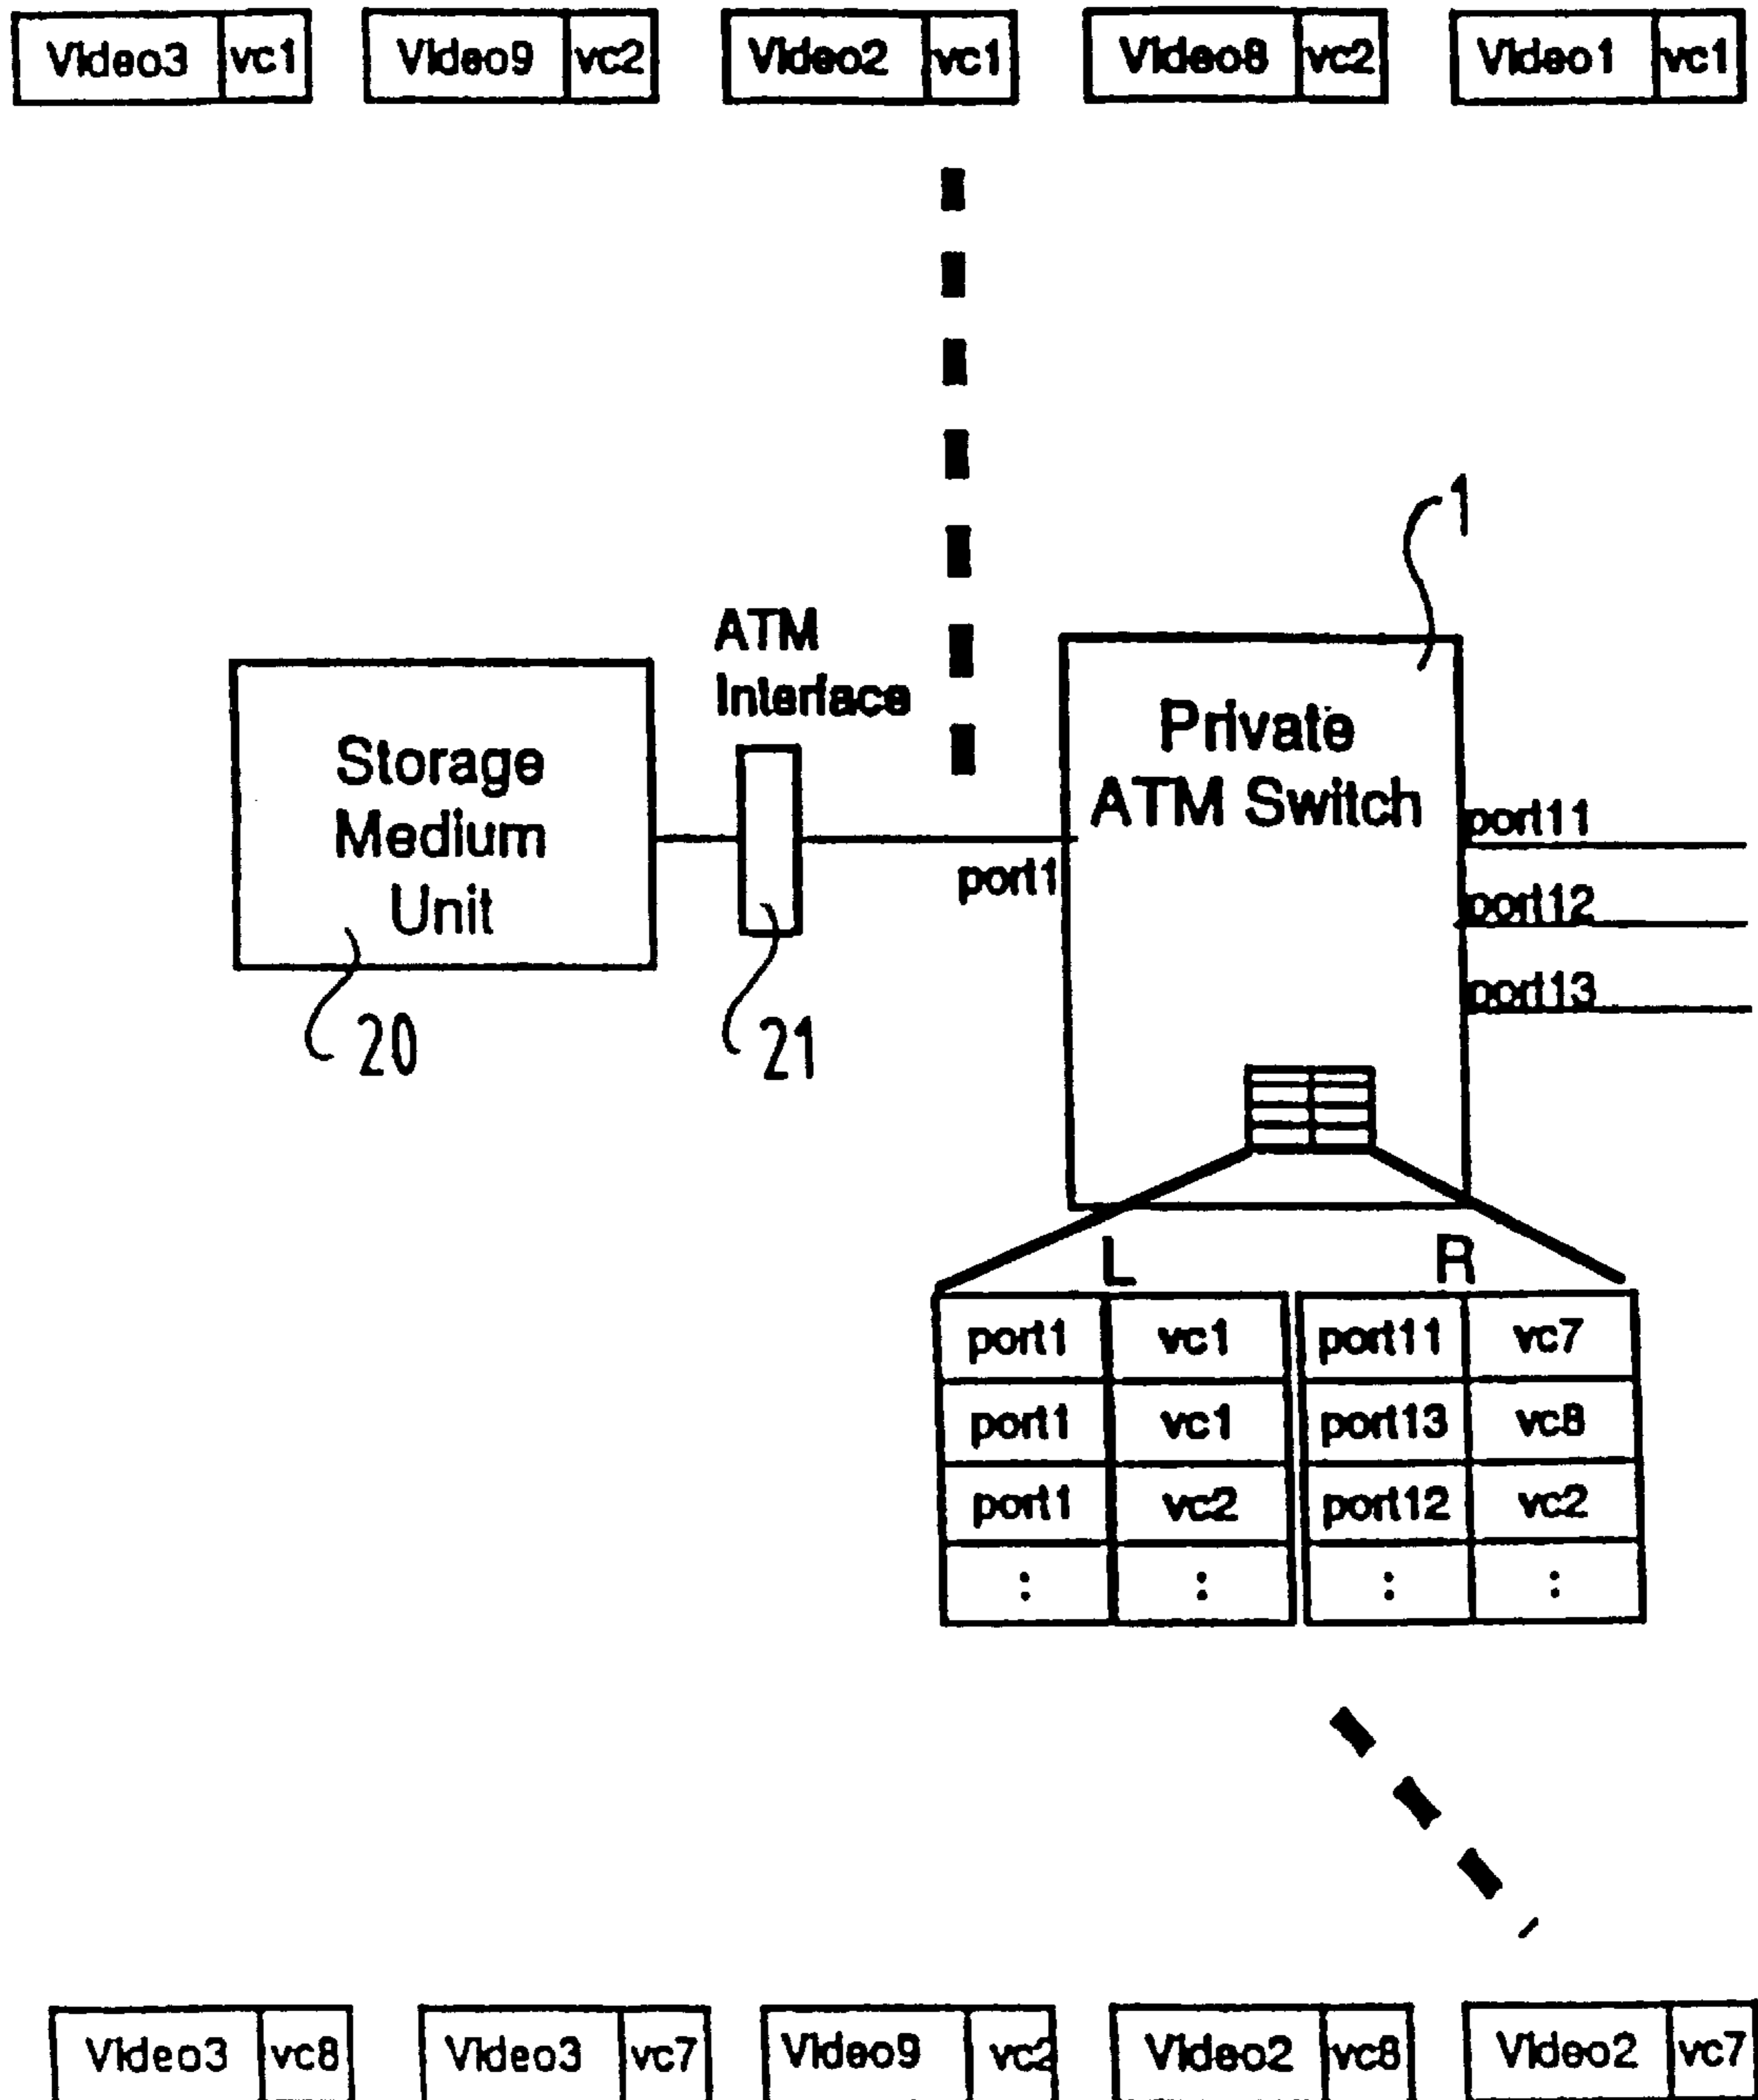 Video3 vc1 Video9 vc2 Video2 vc1 Video8 vc2 Video1 vc1
1
ATM
Interface
Storage
Medium
Unit
Private
ATM Switch
port1
port11
port12
port13
20
21
L R
port1 vc1 port11 vc7
port1 vc1 port13 vc8
port1 vc2 port12 vc2
: : : :
Video3 vc8 Video3 vc7 Video9 vc2 Video2 vc8 Video2 vc7